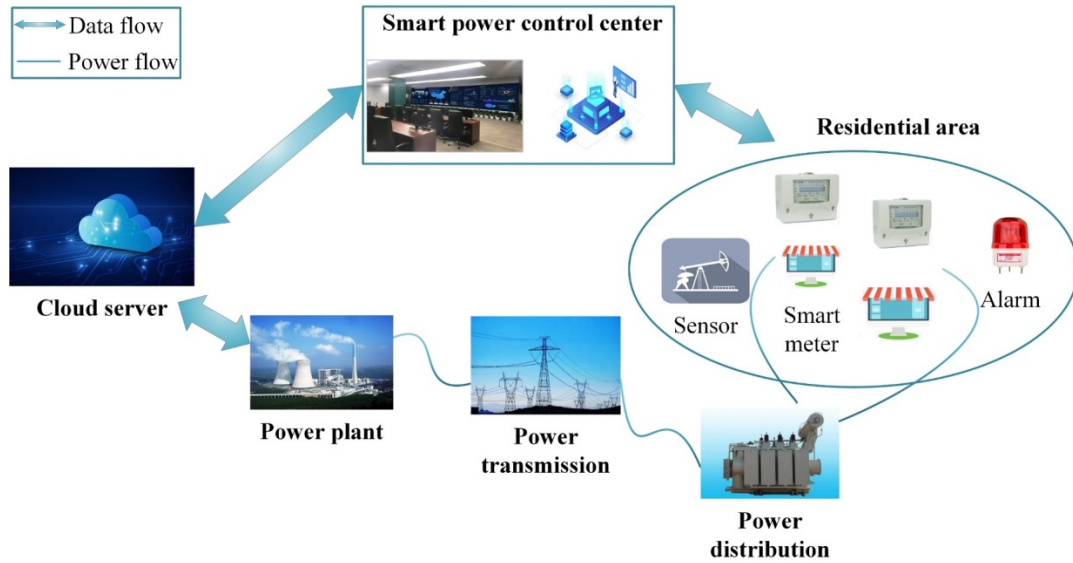 Data flow
Power flow
Smart power control center
Residential area
Cloud server
Sensor
Smart
meter
Alarm
Power plant
Power
transmission
Power
distribution